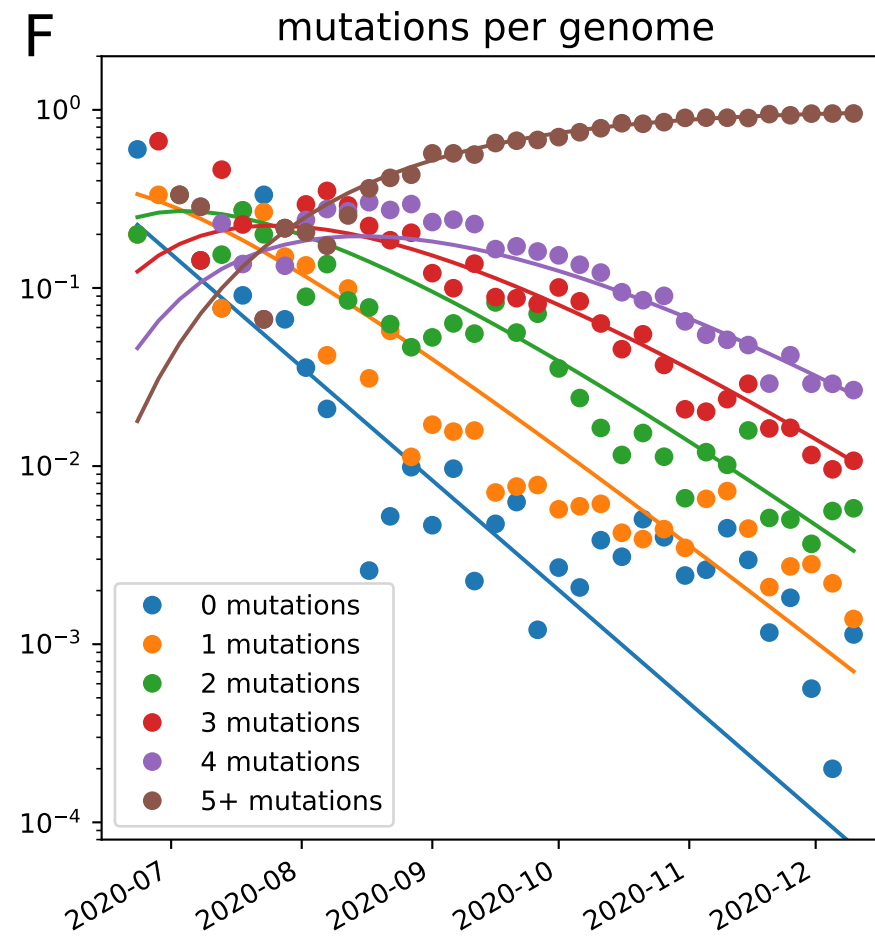 F
mutations per genome
10⁰
10⁻¹
10⁻²
10⁻³
10⁻⁴
0 mutations
1 mutations
2 mutations
3 mutations
4 mutations
5+ mutations
2020-07
2020-08
2020-09
2020-10
2020-11
2020-12